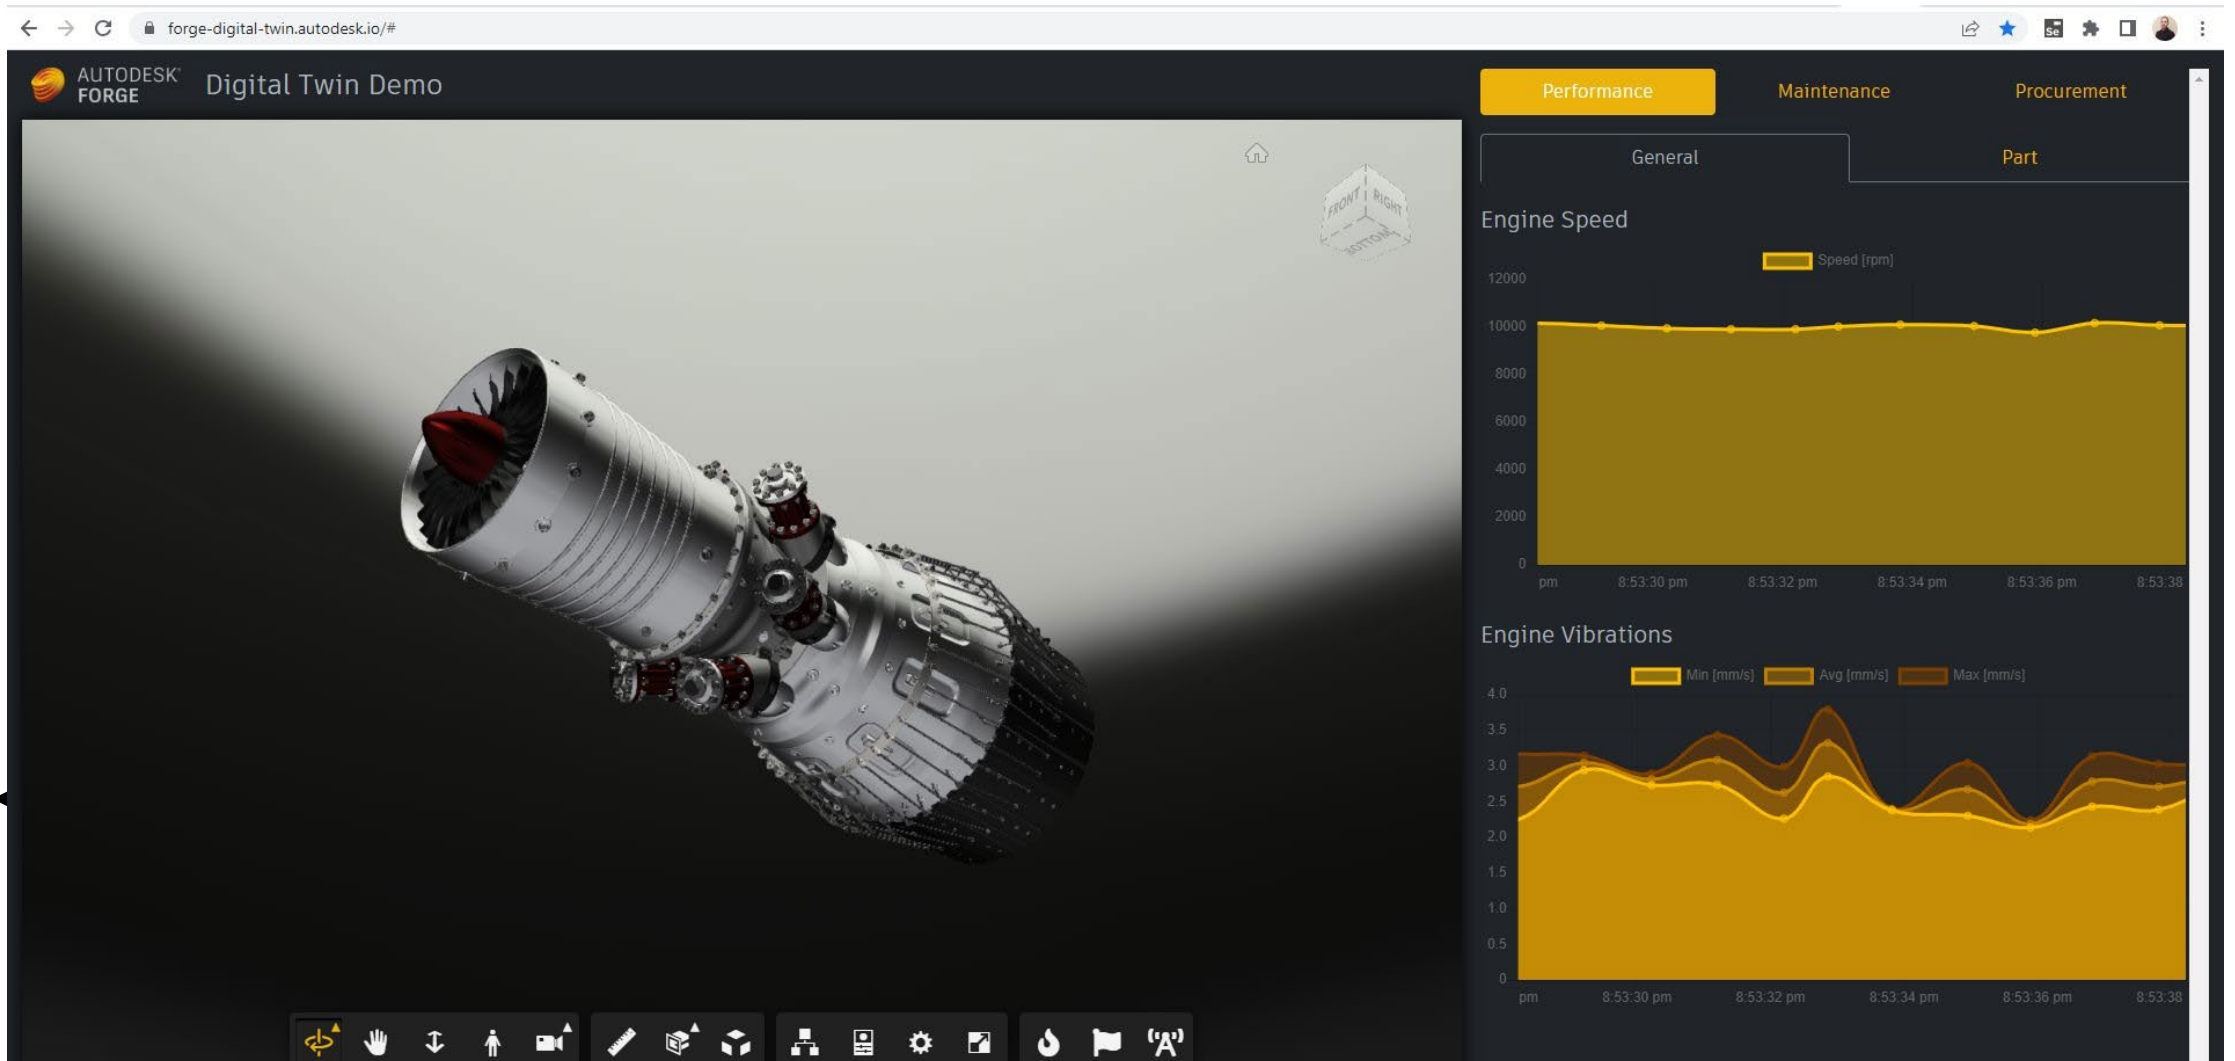 forge-digital-twin.autodesk.io/#
Se
AUTODESK®
FORGE
Digital Twin Demo
Performance
Maintenance
Procurement
FRONT
RIGHT
BOTTOM
General
Part
Engine Speed
Speed [rpm]
12000
10000
8000
6000
4000
2000
0
pm 8:53:30 pm 8:53:32 pm 8:53:34 pm 8:53:36 pm 8:53:38
Engine Vibrations
Min [mm/s] Avg [mm/s] Max [mm/s]
4.0
3.5
3.0
2.5
2.0
1.5
1.0
0.5
0
pm 8:53:30 pm 8:53:32 pm 8:53:34 pm 8:53:36 pm 8:53:38